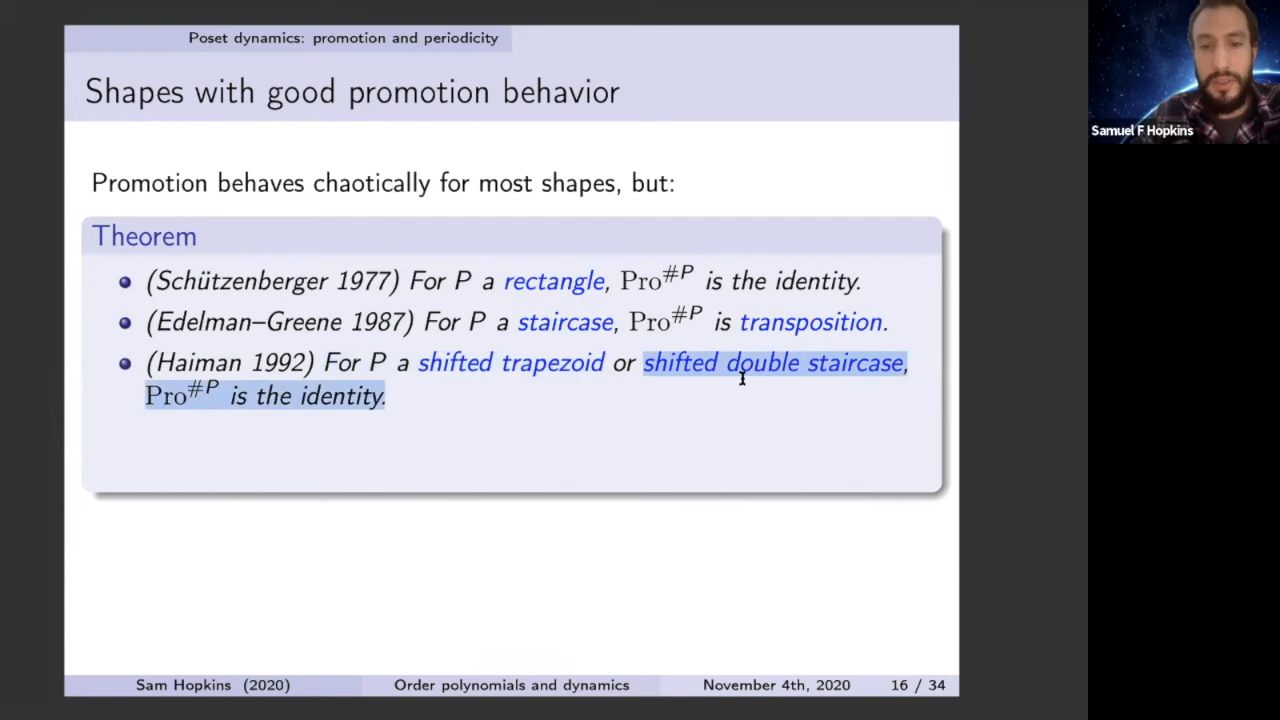 Poset dynamics: promotion and periodicity
Shapes with good promotion behavior
Promotion behaves chaotically for most shapes, but:
Theorem
(Schützenberger 1977) For P a rectangle, Pro^#P is the identity.
(Edelman–Greene 1987) For P a staircase, Pro^#P is transposition.
(Haiman 1992) For P a shifted trapezoid or shifted double staircase,
Pro^#P is the identity.
Sam Hopkins (2020) Order polynomials and dynamics November 4th, 2020 16 / 34
Samuel F Hopkins